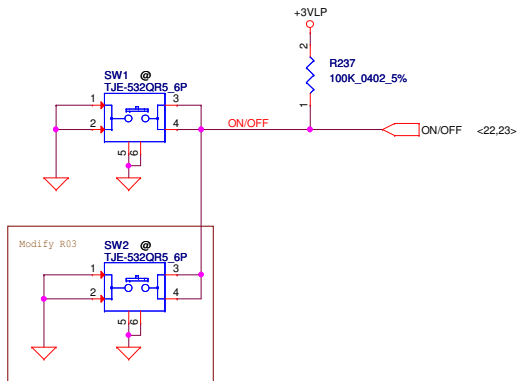 +3VLP
2
R237
100K_0402_5%
1
SW1 @
TJE-532QR5_6P
1
3
2
4
5
6
ON/OFF
ON/OFF <22,23>
Modify R03
SW2 @
TJE-532QR5_6P
1
3
2
4
5
6